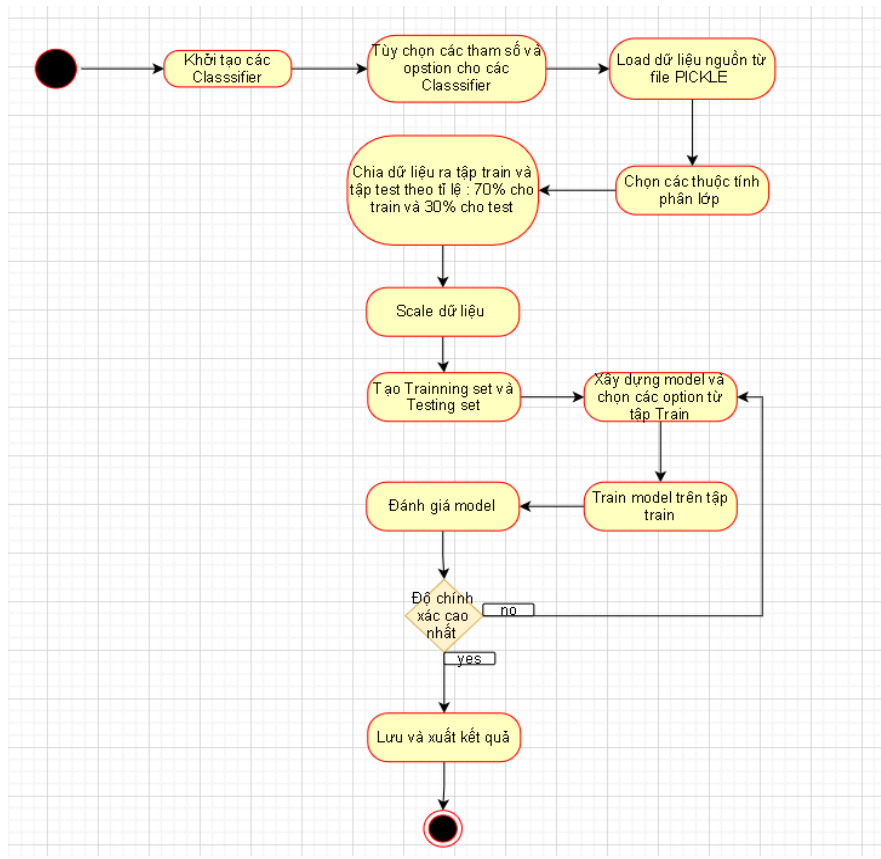 Khởi tạo các
Classsifier
Tùy chọn các tham số và
opstion cho các
Classsifier
Load dữ liệu nguồn từ
file PICKLE
Chọn các thuộc tính
phân lớp
Chia dữ liệu ra tập train và
tập test theo tỉ lệ : 70% cho
train và 30% cho test
Scale dữ liệu
Tạo Trainning set và
Testing set
Xây dựng model và
chọn các option từ
tập Train
Train model trên tập
train
Đánh giá model
Độ chính
xác cao
nhất
no
yes
Lưu và xuất kết quả